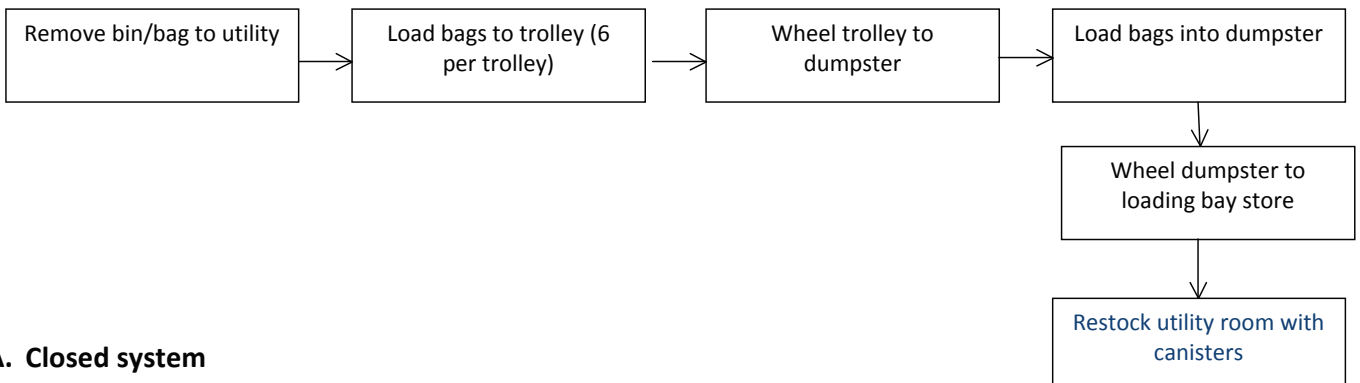 Remove bin/bag to utility
Load bags to trolley (6
per trolley)
Wheel trolley to
dumpster
Load bags into dumpster
Wheel dumpster to
loading bay store
Restock utility room with
canisters
A. Closed system